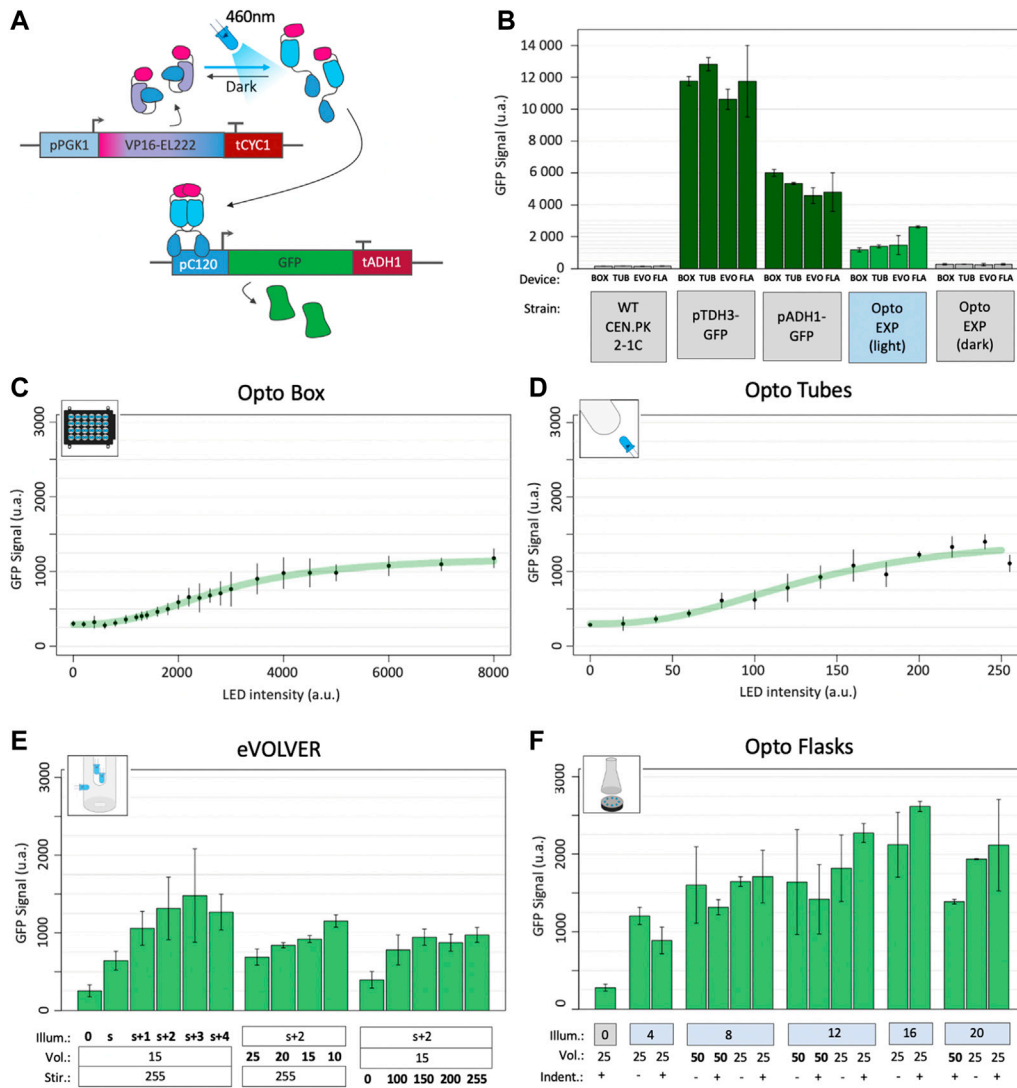 A
460nm
Dark
pPGK1 VP16-EL222 tCYC1
pC120 GFP tADH1
B
GFP Signal (u.a.)
14 000
12 000
10 000
8 000
6 000
4 000
2 000
0
Device: BOX TUB EVO FLA BOX TUB EVO FLA BOX TUB EVO FLA BOX TUB EVO FLA BOX TUB EVO FLA
Strain:
WT
CEN.PK
2-1C
pTDH3-
GFP
pADH1-
GFP
Opto
EXP
(light)
Opto
EXP
(dark)
C
Opto Box
GFP Signal (u.a.)
3000
2000
1000
0
0 2000 4000 6000 8000
LED intensity (a.u.)
D
Opto Tubes
GFP Signal (u.a.)
3000
2000
1000
0
0 50 100 150 200 250
LED intensity (a.u.)
E
eVOLVER
GFP Signal (u.a.)
3000
2000
1000
0
Illum.: 0 s s+1 s+2 s+3 s+4 s+2 s+2
Vol.: 15 25 20 15 10 15
Stir.: 255 255 0 100 150 200 255
F
Opto Flasks
GFP Signal (u.a.)
3000
2000
1000
0
Illum.: 0 4 8 12 16 20
Vol.: 25 25 25 50 50 25 25 50 50 25 25 25 25 50 25 25
Indent.: + - + - + - + - + - + - + + - +